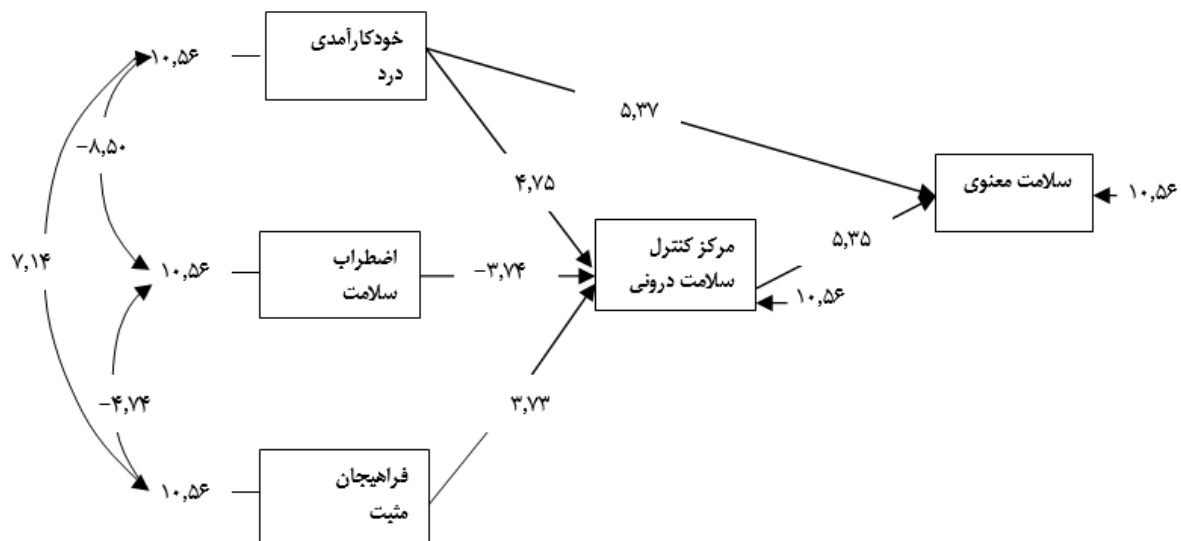 خودکارآمدی
درد
۱۰,۵۶
۵,۳۷
−۸,۵۰
۴,۷۵
سلامت معنوی
۱۰,۵۶
مرکز کنترل
سلامت درونی
۵,۳۵
۷,۱۴
۱۰,۵۶
اضطراب
سلامت
−۳,۷۴
۱۰,۵۶
−۴,۷۴
۳,۷۳
فراهیجان
مثبت
۱۰,۵۶